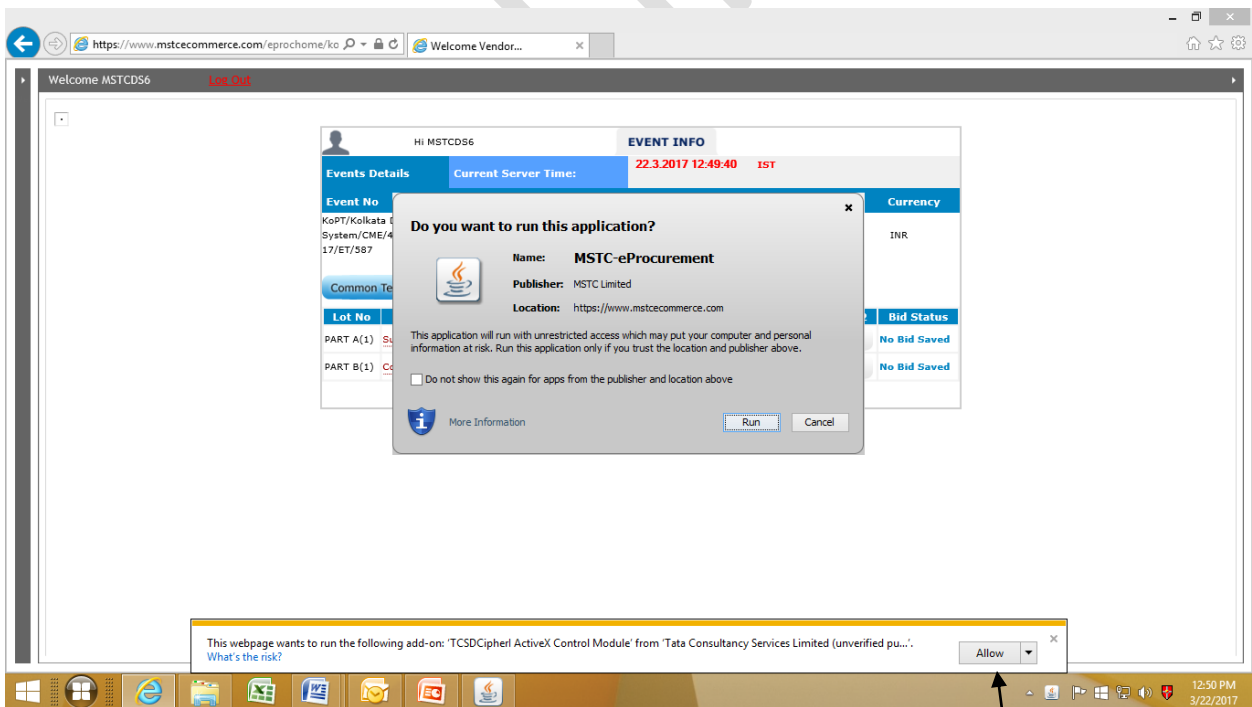 https://www.mstcecommerce.com/eprochome/ko
Welcome Vendor...
Welcome MSTCDS6 Log Out
Hi MSTCDS6 EVENT INFO
Events Details Current Server Time: 22.3.2017 12:49:40 IST
Event No Currency
KoPT/Kolkata
System/CME/4
17/ET/587
INR
Common Te
Lot No Bid Status
PART A(1) Su No Bid Saved
PART B(1) Co No Bid Saved
Do you want to run this application?
Name: MSTC-eProcurement
Publisher: MSTC Limited
Location: https://www.mstcecommerce.com
This application will run with unrestricted access which may put your computer and personal
information at risk. Run this application only if you trust the location and publisher above.
Do not show this again for apps from the publisher and location above
More Information Run Cancel
This webpage wants to run the following add-on: 'TCSDCipherl ActiveX Control Module' from 'Tata Consultancy Services Limited (unverified pu...'.
What's the risk?
Allow
12:50 PM
3/22/2017